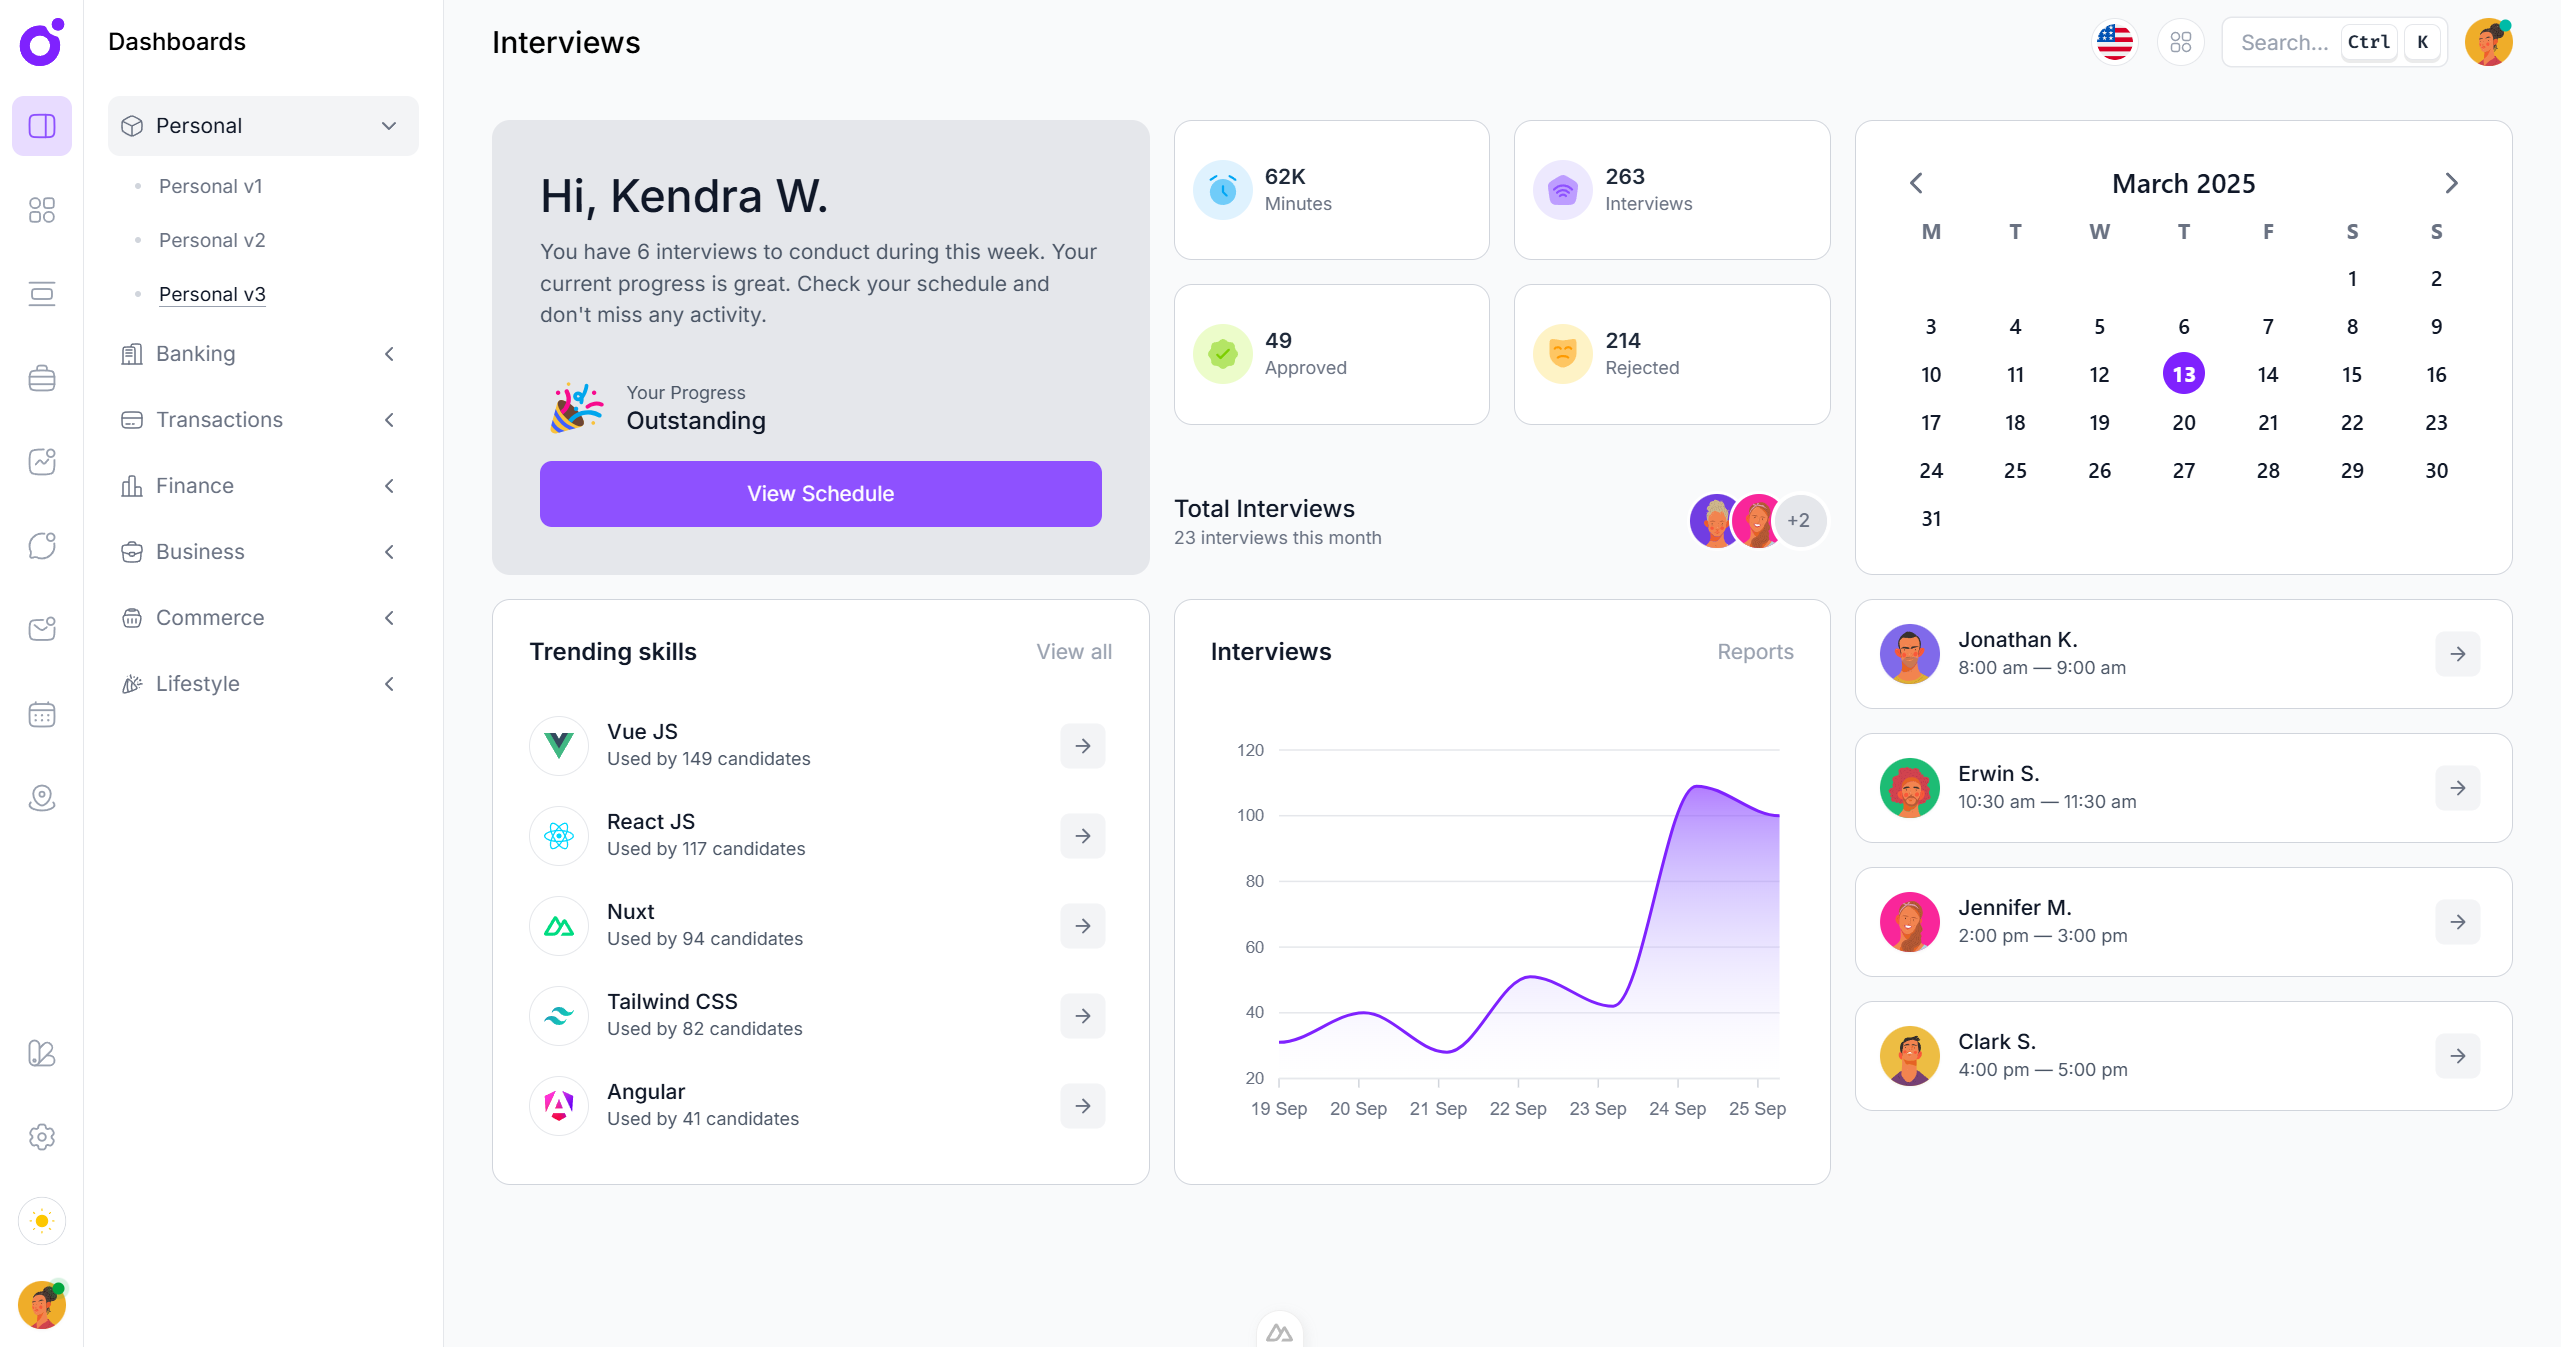 Dashboards
Personal
Personal v1
Personal v2
Personal v3
Banking
Transactions
Finance
Business
Commerce
Lifestyle
Interviews
Search...
Ctrl
K
Hi, Kendra W.
You have 6 interviews to conduct during this week. Your
current progress is great. Check your schedule and
don't miss any activity.
Your Progress
Outstanding
View Schedule
62K
Minutes
263
Interviews
49
Approved
214
Rejected
Total Interviews
23 interviews this month
+2
March 2025
M T W T F S S
1 2
3 4 5 6 7 8 9
10 11 12 13 14 15 16
17 18 19 20 21 22 23
24 25 26 27 28 29 30
31
Trending skills
View all
Vue JS
Used by 149 candidates
React JS
Used by 117 candidates
Nuxt
Used by 94 candidates
Tailwind CSS
Used by 82 candidates
Angular
Used by 41 candidates
Interviews
Reports
120
100
80
60
40
20
19 Sep 20 Sep 21 Sep 22 Sep 23 Sep 24 Sep 25 Sep
Jonathan K.
8:00 am — 9:00 am
Erwin S.
10:30 am — 11:30 am
Jennifer M.
2:00 pm — 3:00 pm
Clark S.
4:00 pm — 5:00 pm